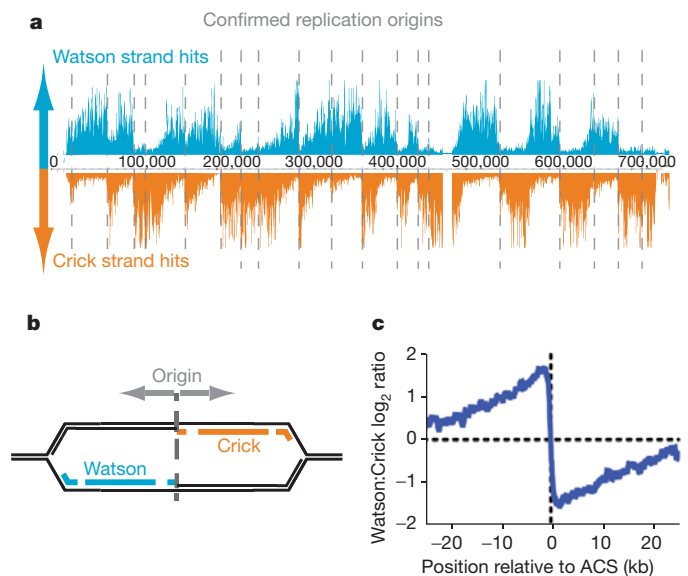 Confirmed replication origins
a
Watson strand hits
0 100,000 200,000 300,000 400,000 500,000 600,000 700,000
Crick strand hits
b
Origin
Crick
Watson
c
Watson:Crick log2 ratio
2
1
0
−1
−2
−20 −10 0 10 20
Position relative to ACS (kb)